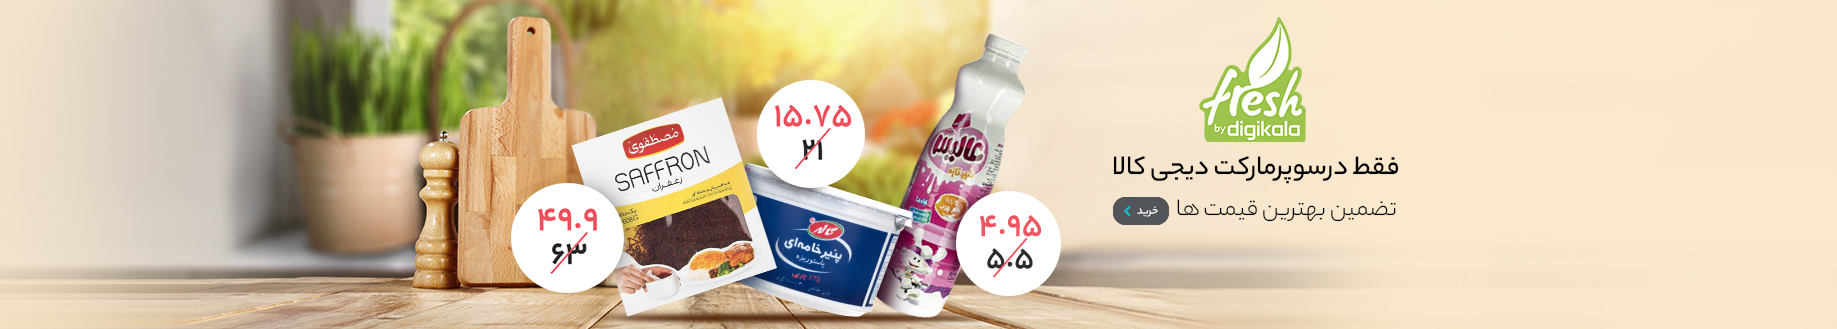 fresh
by digikala
فقط درسوپرمارکت دیجی کالا
تضمین بهترین قیمت ها
خرید
۴.۹۵
۵.۵
۱۵.۷۵
۲۱
۴۹.۹
۶۳
عالیس
کاله
پنیر خامه‌ای
پاستوریزه
مصطفوی
SAFFRON
زعفران